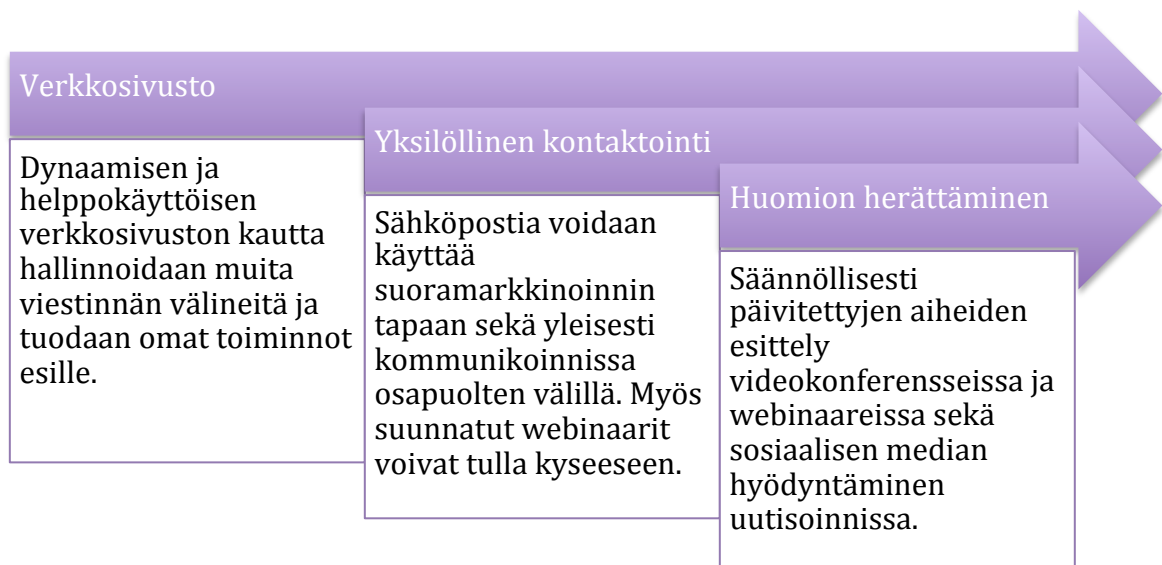 Verkkosivusto
Dynaamisen ja
helppokäyttöisen
verkkosivuston kautta
hallinnoidaan muita
viestinnän välineitä ja
tuodaan omat toiminnot
esille.
Yksilöllinen kontaktointi
Sähköpostia voidaan
käyttää
suoramarkkinoinnin
tapaan sekä yleisesti
kommunikoinnissa
osapuolten välillä. Myös
suunnatut webinaarit
voivat tulla kyseeseen.
Huomion herättäminen
Säännöllisesti
päivitettyjen aiheiden
esittely
videokonferensseissa ja
webinaareissa sekä
sosiaalisen median
hyödyntäminen
uutisoinnissa.